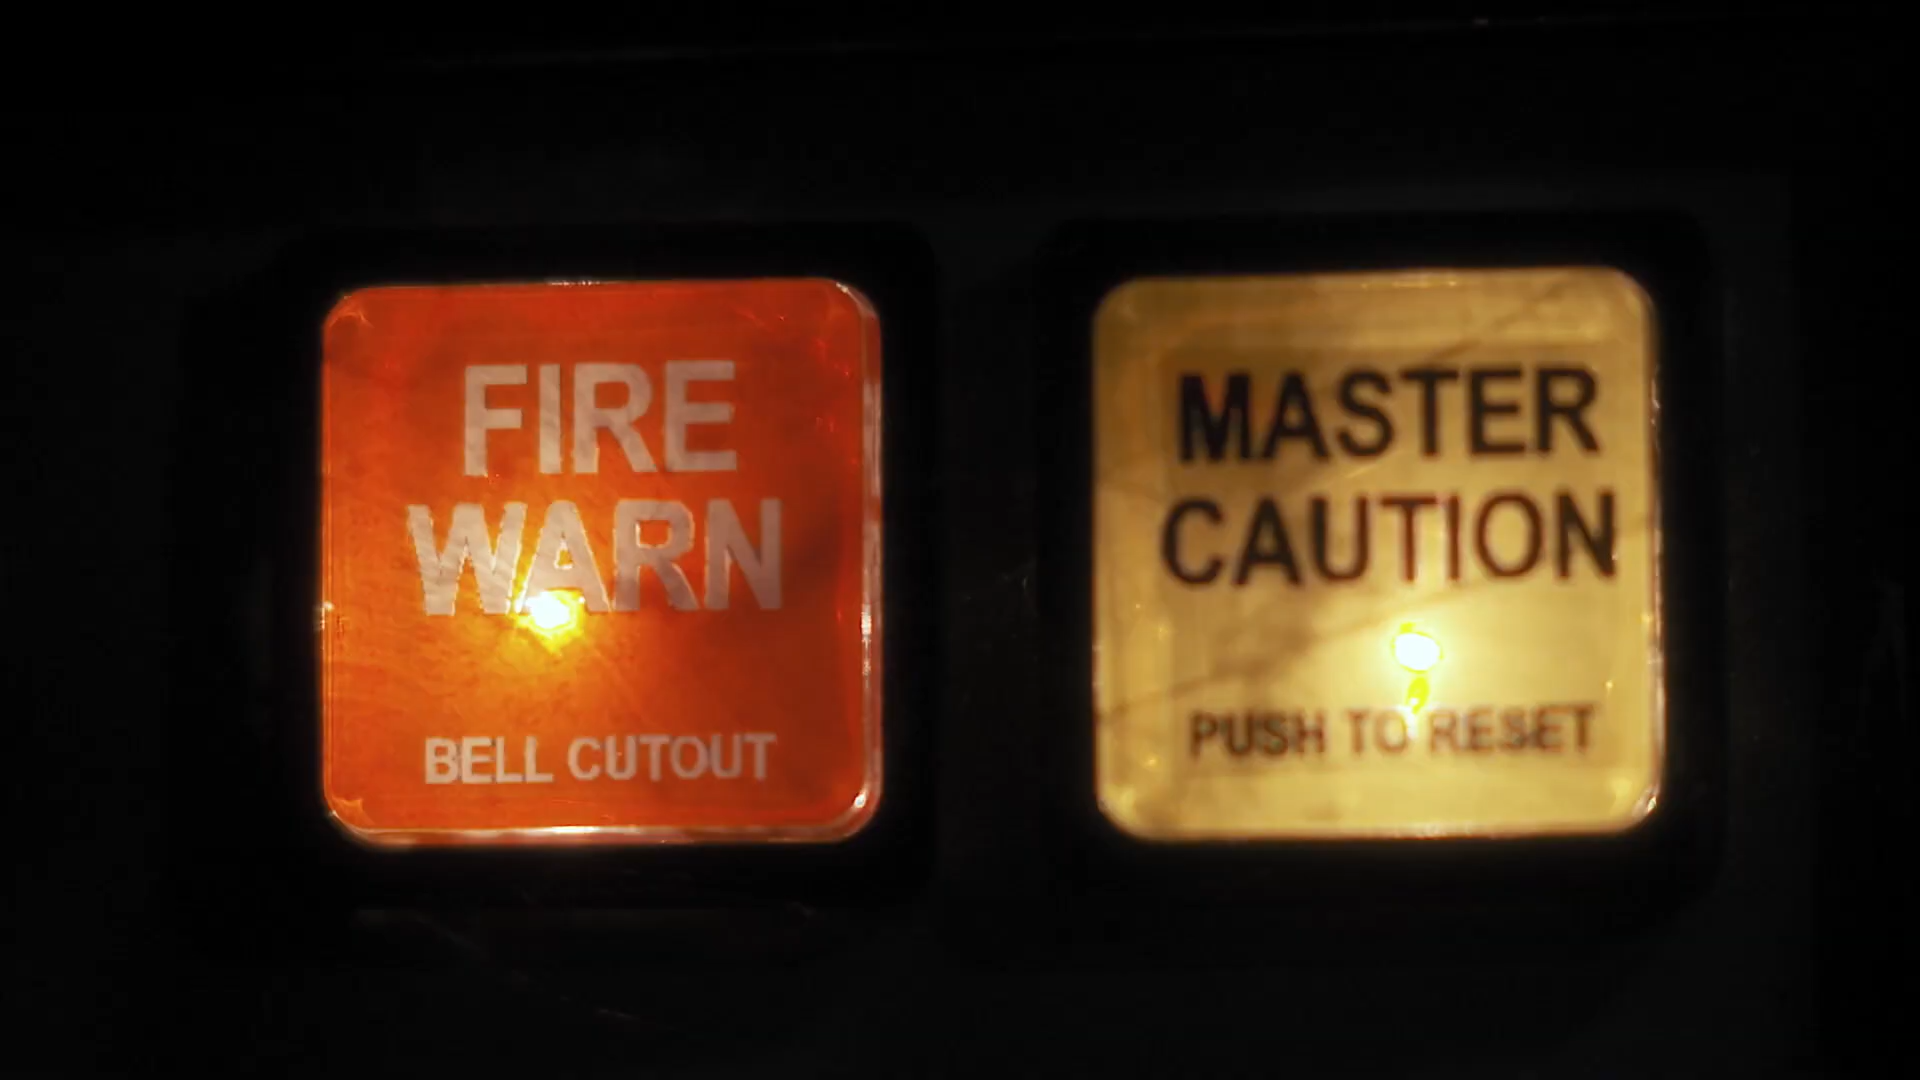 FIRE
WARN
BELL CUTOUT
MASTER
CAUTION
PUSH TO RESET